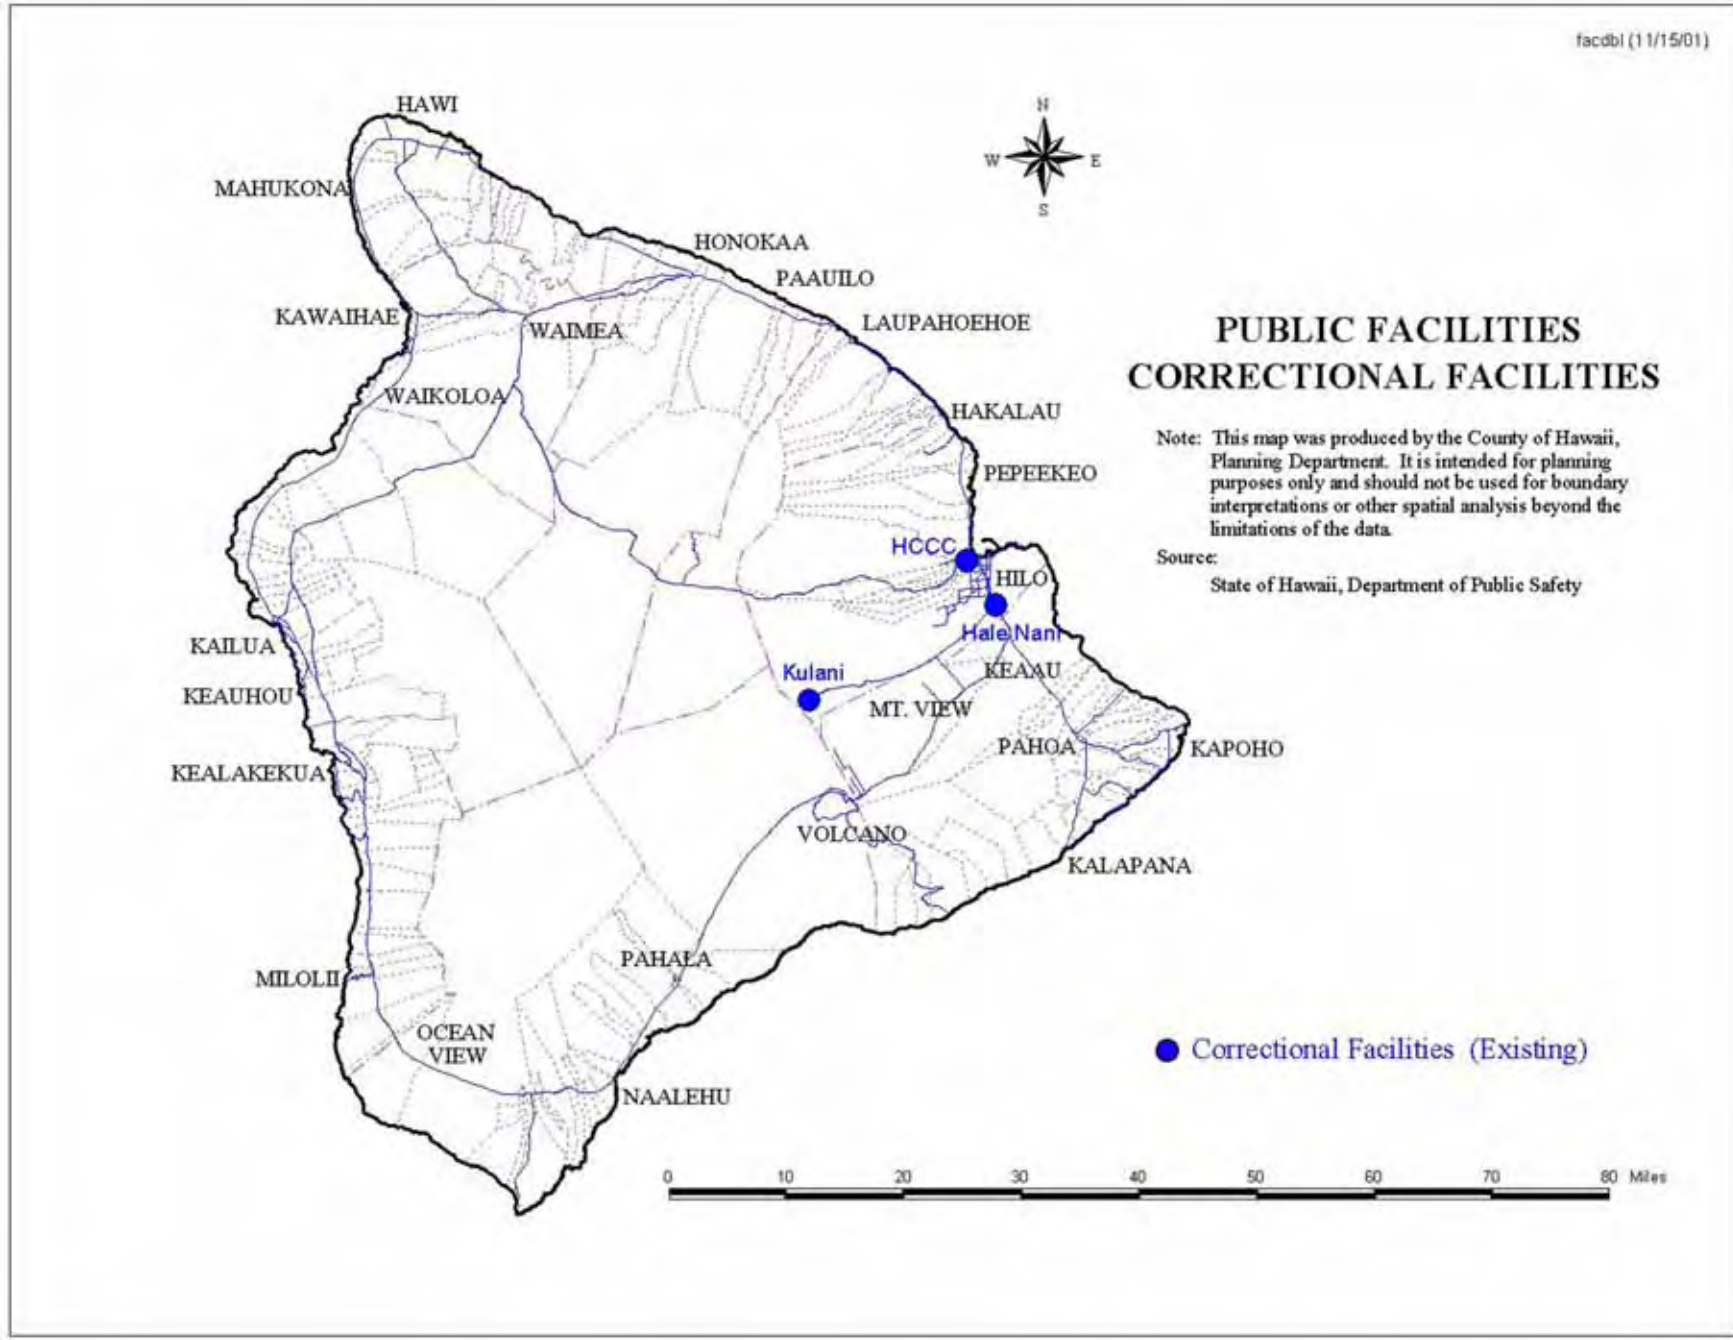 facdbl (11/15/01)
HAWI
N
W E
S
MAHUKONA
HONOKAA
PAAUILO
KAWAIHAE
WAIMEA
LAUPAHOEHOE
PUBLIC FACILITIES
CORRECTIONAL FACILITIES
WAIKOLOA
HAKALAU
Note: This map was produced by the County of Hawaii,
Planning Department. It is intended for planning
purposes only and should not be used for boundary
interpretations or other spatial analysis beyond the
limitations of the data.
PEPEEKEO
HCCC
Source:
State of Hawaii, Department of Public Safety
HILO
Hale Nani
KAILUA
Kulani
KEAAU
KEAUHOU
MT. VIEW
PAHOA
KAPOHO
KEALAKEKUA
VOLCANO
KALAPANA
PAHALA
MILOLII
OCEAN
VIEW
Correctional Facilities (Existing)
NAALEHU
0 10 20 30 40 50 60 70 80 Miles